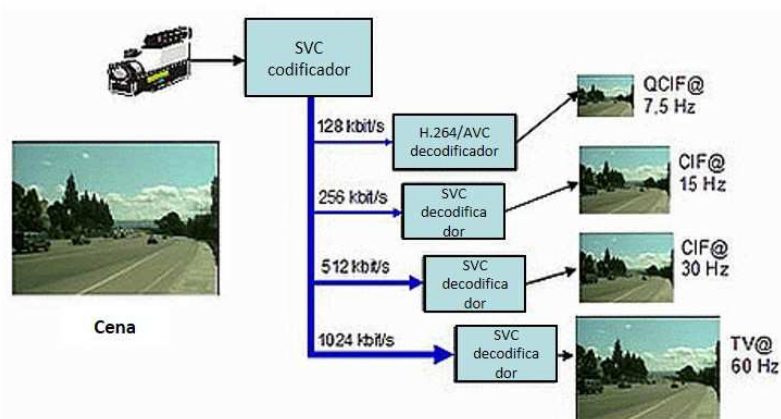 SVC
codificador
128 kbit/s
H.264/AVC
decodificador
QCIF@
7,5 Hz
256 kbit/s
SVC
decodifica
dor
CIF@
15 Hz
512 kbit/s
SVC
decodifica
dor
CIF@
30 Hz
Cena
1024 kbit/s
SVC
decodifica
dor
TV@
60 Hz